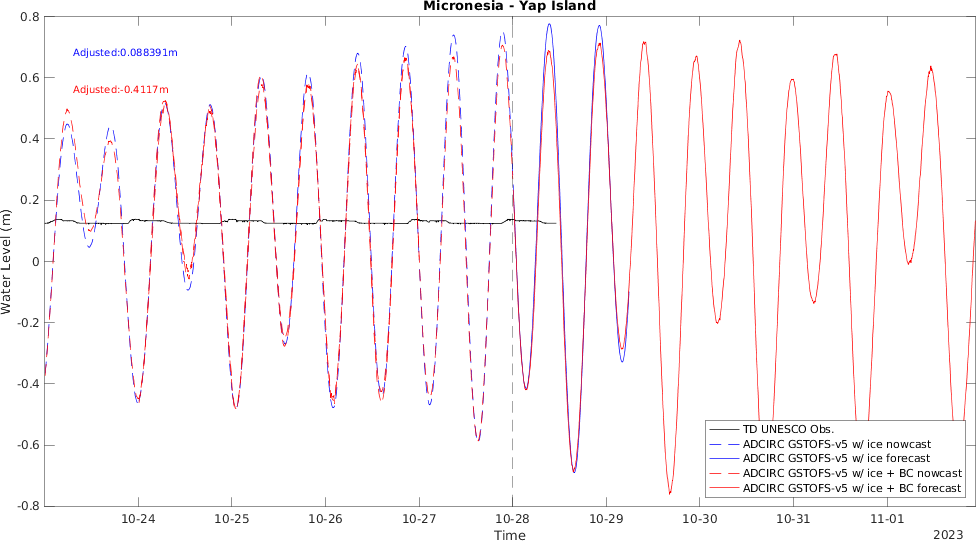 Micronesia - Yap Island
Adjusted:0.088391m
Adjusted:-0.4117m
Water Level (m)
0.8
0.6
0.4
0.2
0
-0.2
-0.4
-0.6
-0.8
TD UNESCO Obs.
ADCIRC GSTOFS-v5 w/ ice nowcast
ADCIRC GSTOFS-v5 w/ ice forecast
ADCIRC GSTOFS-v5 w/ ice + BC nowcast
ADCIRC GSTOFS-v5 w/ ice + BC forecast
10-24 10-25 10-26 10-27 10-28 10-29 10-30 10-31 11-01
Time
2023